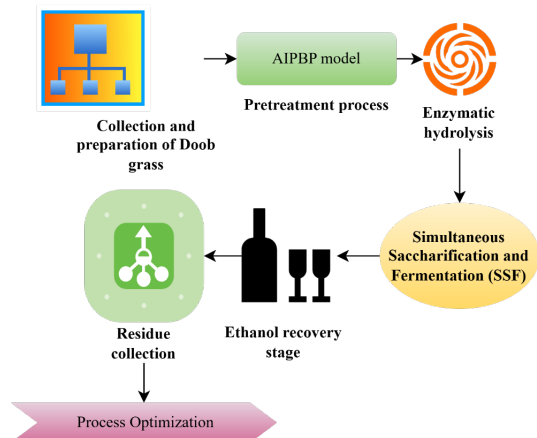 AIPBP model
Pretreatment process
Collection and
preparation of Doob
grass
Enzymatic
hydrolysis
Simultaneous
Saccharification and
Fermentation (SSF)
Ethanol recovery
stage
Residue
collection
Process Optimization